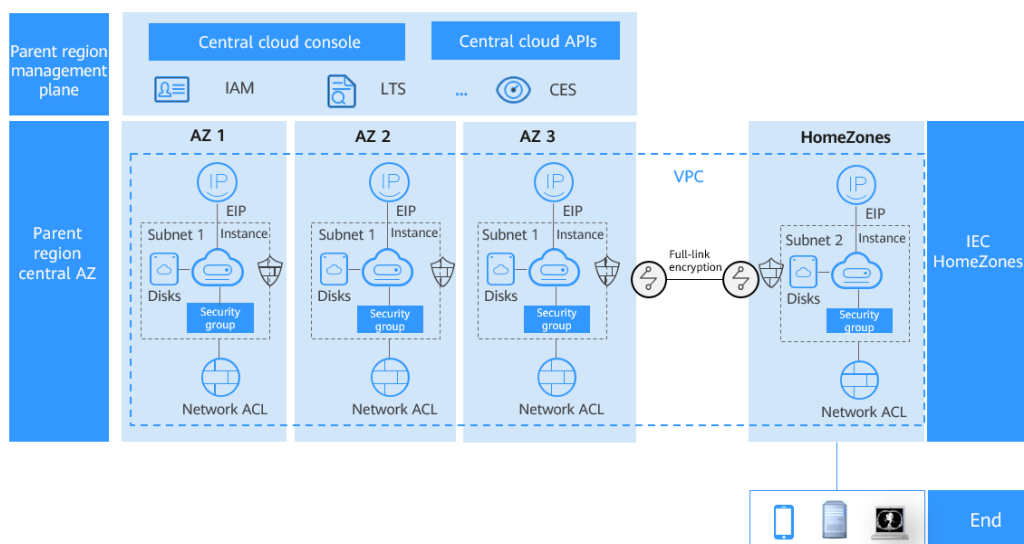 Parent region
management
plane
Central cloud console
Central cloud APIs
IAM
LTS
...
CES
Parent
region
central AZ
AZ 1
EIP
Subnet 1
Instance
Disks
Security
group
Network ACL
AZ 2
EIP
Subnet 1
Instance
Disks
Security
group
Network ACL
AZ 3
EIP
Subnet 1
Instance
Disks
Security
group
Network ACL
IP
IP
IP
VPC
Full-link
encryption
HomeZones
IP
EIP
Subnet 2
Instance
Disks
Security
group
Network ACL
IEC
HomeZones
End